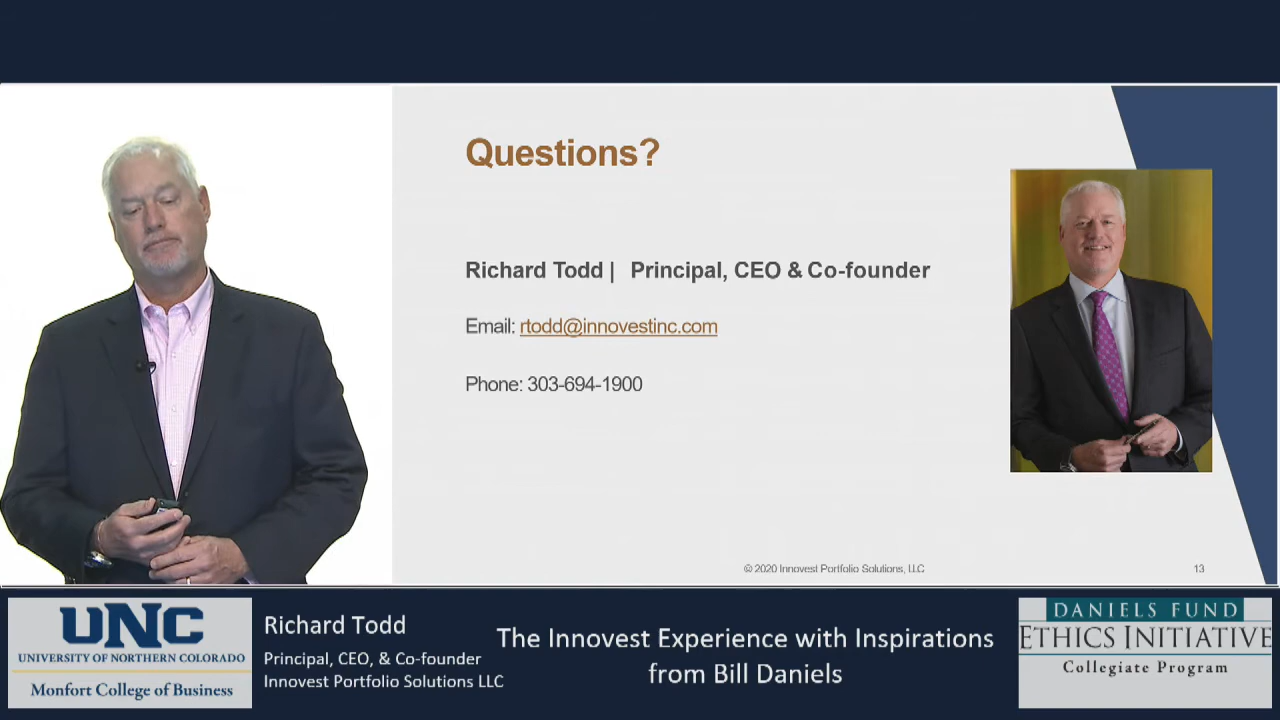 Questions?
Richard Todd | Principal, CEO & Co-founder
Email: rtodd@innovestinc.com
Phone: 303-694-1900
© 2020 Innovest Portfolio Solutions, LLC
13
UNC
UNIVERSITY OF NORTHERN COLORADO
Monfort College of Business
Richard Todd
Principal, CEO, & Co-founder
Innovest Portfolio Solutions LLC
The Innovest Experience with Inspirations
from Bill Daniels
DANIELS FUND
ETHICS INITIATIVE
Collegiate Program